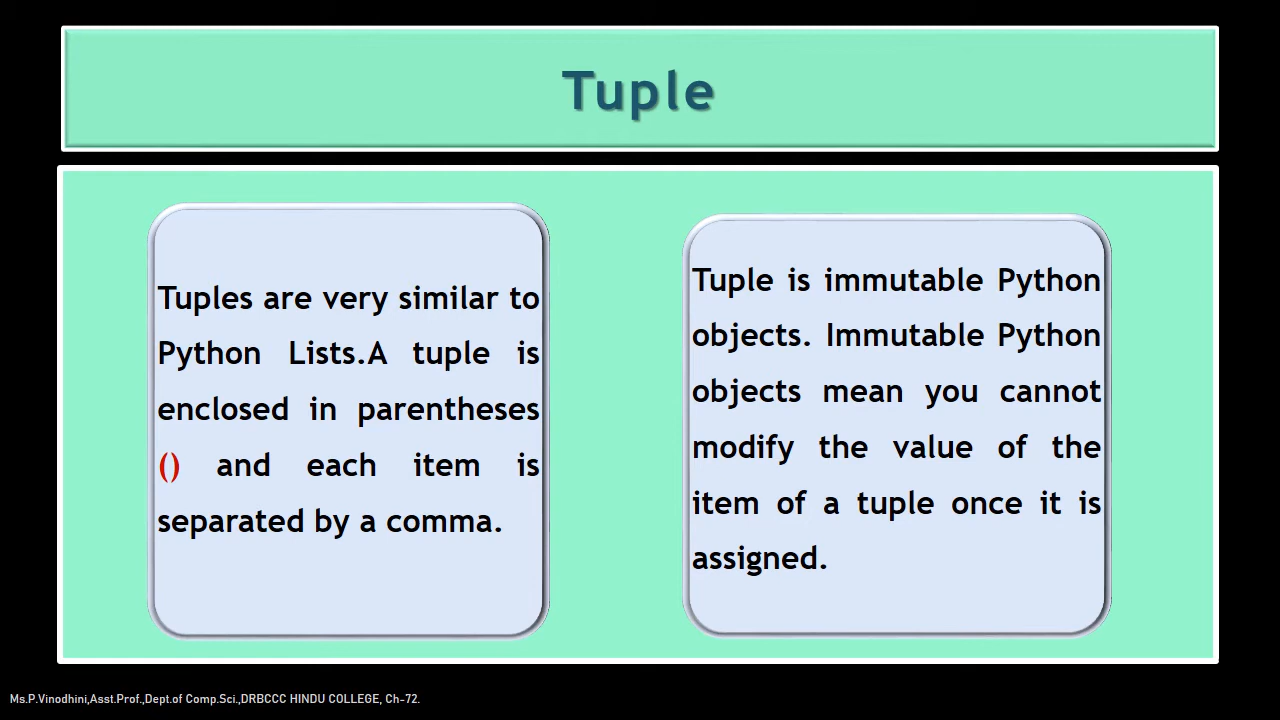 Tuple
Tuples are very similar to
Python Lists.A tuple is
enclosed in parentheses
() and each item is
separated by a comma.
Tuple is immutable Python
objects. Immutable Python
objects mean you cannot
modify the value of the
item of a tuple once it is
assigned.
Ms.P.Vinodhini,Asst.Prof.,Dept.of Comp.Sci.,DRBCCC HINDU COLLEGE, Ch-72.